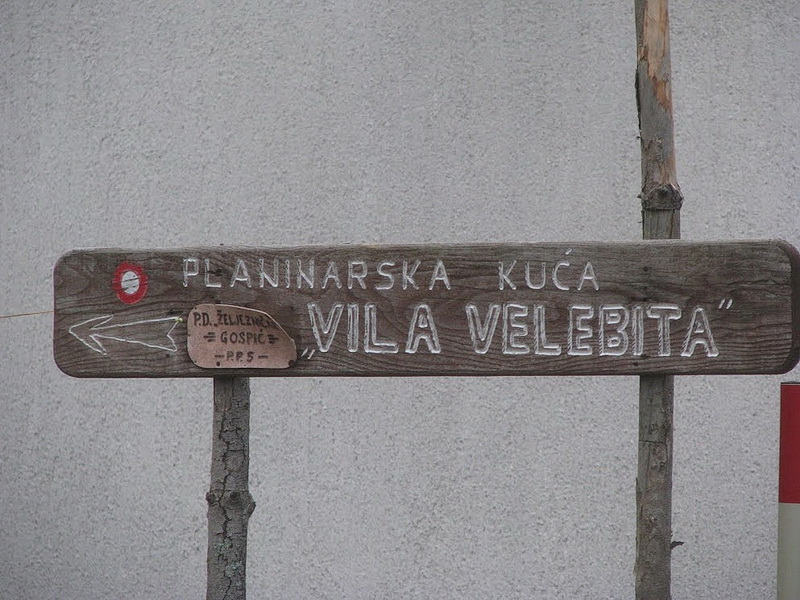 PLANINARSKA KUĆA
„VILA VELEBITA”
P.D. „ŽELJEZNIČAR
GOSPIĆ
P.P.S